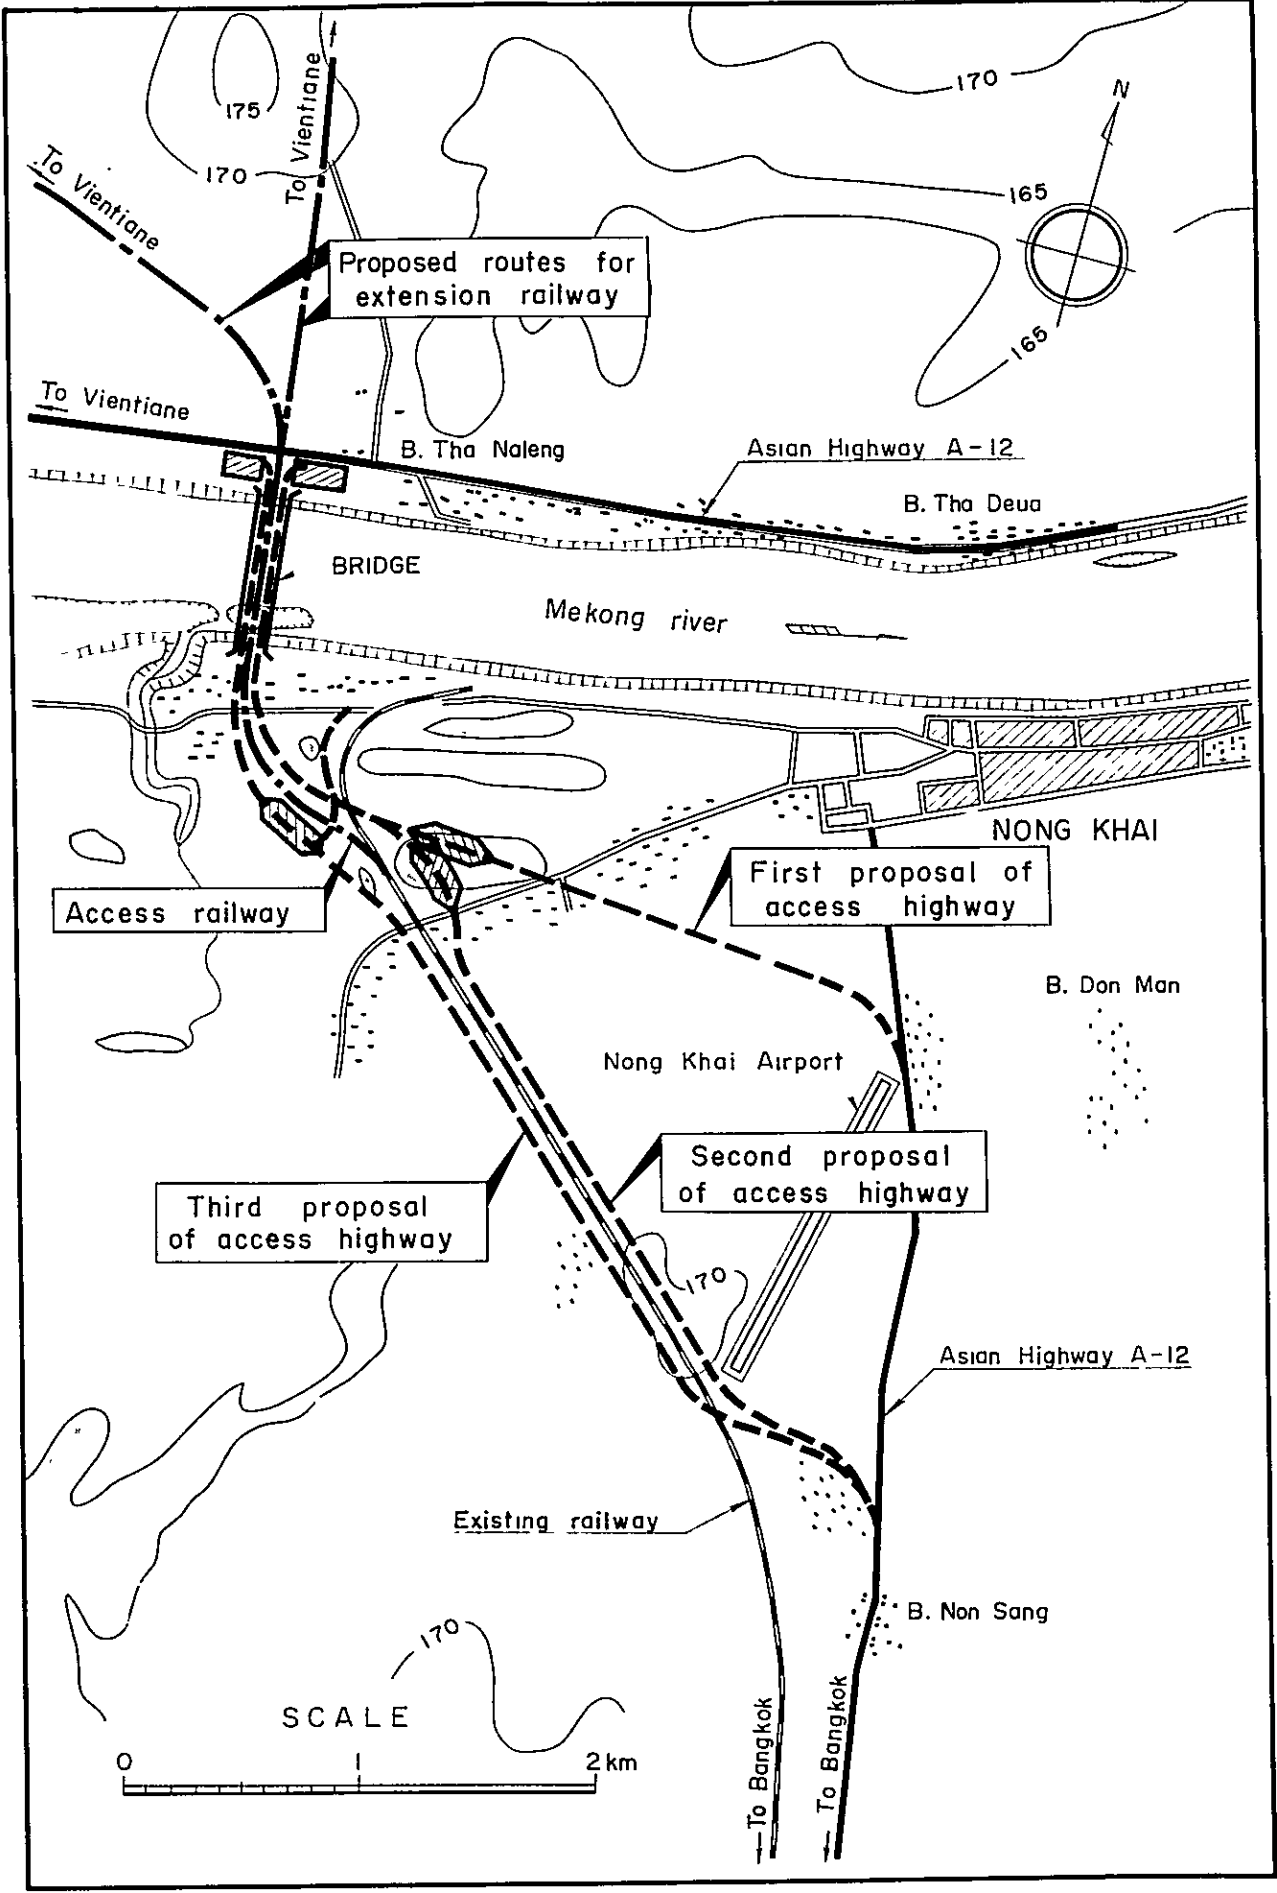 175
170
To Vientiane
To Vientiane
170
N
165
Proposed routes for
extension railway
165
To Vientiane
B. Tha Naleng
Asian Highway A-12
B. Tha Deua
BRIDGE
Mekong river
NONG KHAI
First proposal of
access highway
Access railway
B. Don Man
Nong Khai Airport
Second proposal
of access highway
Third proposal
of access highway
170
Asian Highway A-12
Existing railway
B. Non Sang
170
SCALE
0 1 2 km
To Bangkok
To Bangkok